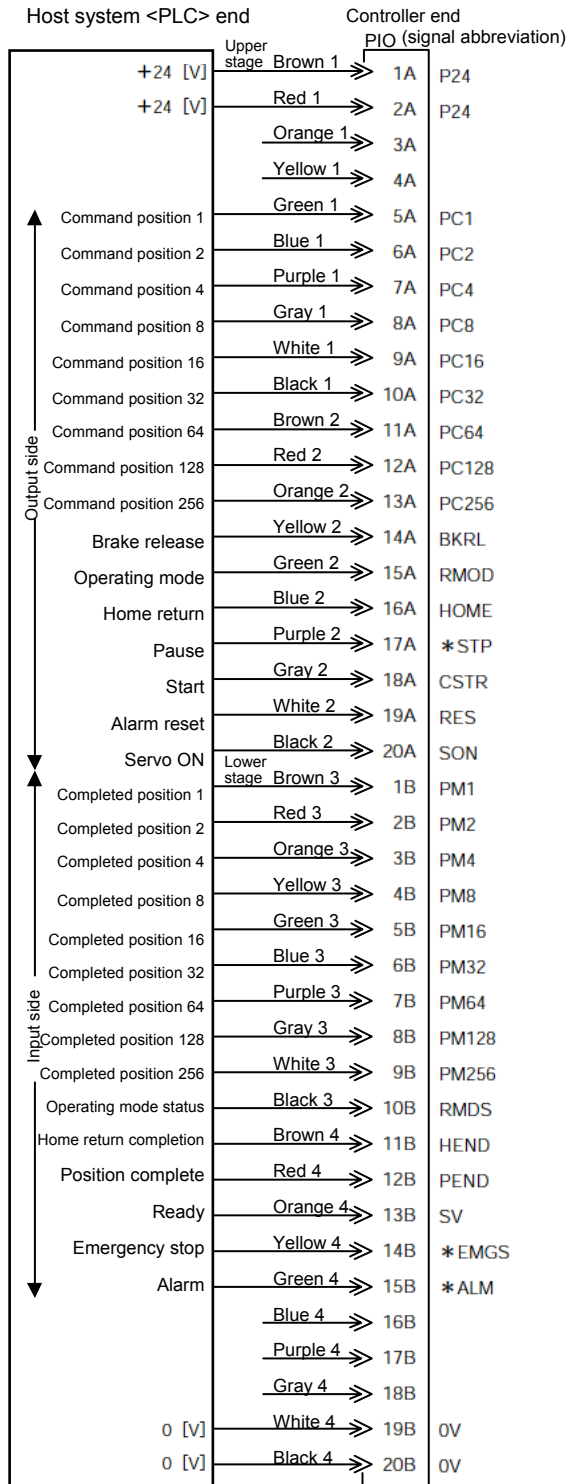 Host system <PLC> end Controller end
PIO (signal abbreviation)
Upper
stage
+24 [V] Brown 1 1A P24
+24 [V] Red 1 2A P24
Orange 1 3A
Yellow 1 4A
Command position 1 Green 1 5A PC1
Command position 2 Blue 1 6A PC2
Command position 4 Purple 1 7A PC4
Command position 8 Gray 1 8A PC8
Command position 16 White 1 9A PC16
Command position 32 Black 1 10A PC32
Command position 64 Brown 2 11A PC64
Command position 128 Red 2 12A PC128
Command position 256 Orange 2 13A PC256
Output side
Brake release Yellow 2 14A BKRL
Operating mode Green 2 15A RMOD
Home return Blue 2 16A HOME
Pause Purple 2 17A *STP
Start Gray 2 18A CSTR
Alarm reset White 2 19A RES
Servo ON Black 2 20A SON
Lower
stage
Completed position 1 Brown 3 1B PM1
Completed position 2 Red 3 2B PM2
Completed position 4 Orange 3 3B PM4
Completed position 8 Yellow 3 4B PM8
Completed position 16 Green 3 5B PM16
Completed position 32 Blue 3 6B PM32
Completed position 64 Purple 3 7B PM64
Completed position 128 Gray 3 8B PM128
Completed position 256 White 3 9B PM256
Input side
Operating mode status Black 3 10B RMDS
Home return completion Brown 4 11B HEND
Position complete Red 4 12B PEND
Ready Orange 4 13B SV
Emergency stop Yellow 4 14B *EMGS
Alarm Green 4 15B *ALM
Blue 4 16B
Purple 4 17B
Gray 4 18B
0 [V] White 4 19B 0V
0 [V] Black 4 20B 0V